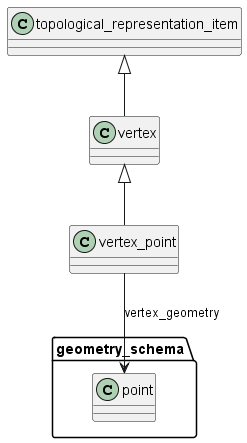 C topological_representation_item
C vertex
C vertex_point
vertex_geometry
geometry_schema
C point